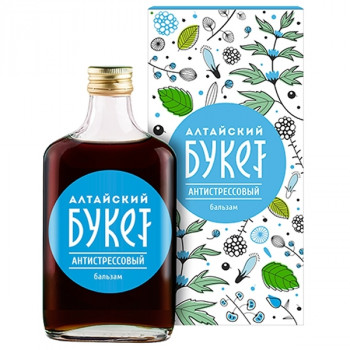 АЛТАЙСКИЙ
БУКЕТ
АНТИСТРЕССОВЫЙ
бальзам
АЛТАЙСКИЙ
БУКЕТ
АНТИСТРЕССОВЫЙ
бальзам